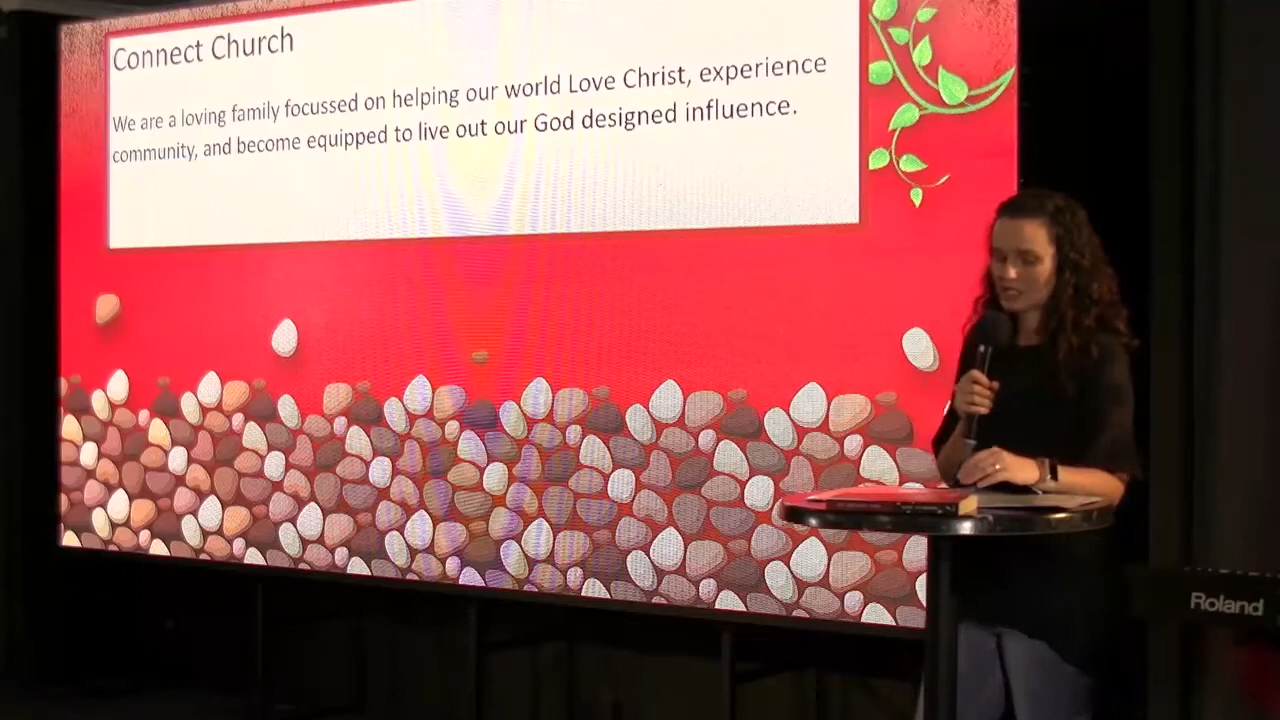 Connect Church
We are a loving family focussed on helping our world Love Christ, experience
community, and become equipped to live out our God designed influence.
Roland